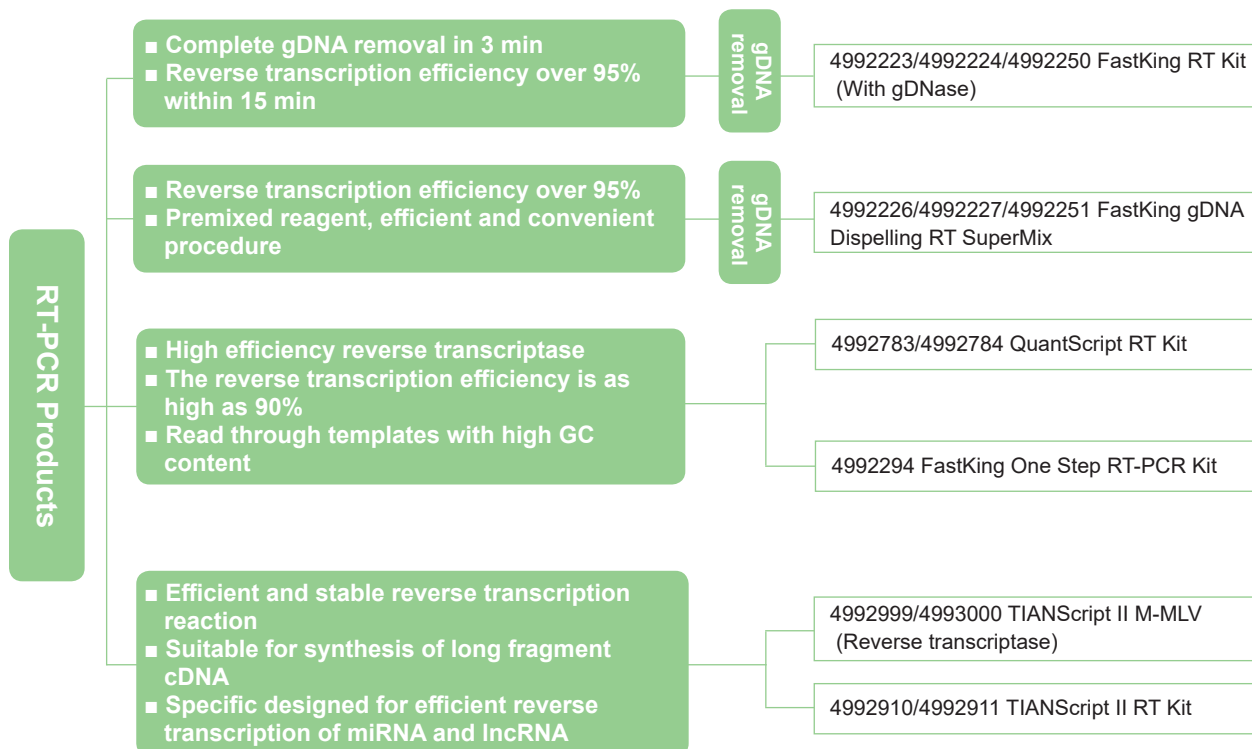 RT-PCR Products
■ Complete gDNA removal in 3 min
■ Reverse transcription efficiency over 95%
within 15 min
gDNA
removal
4992223/4992224/4992250 FastKing RT Kit
(With gDNase)
■ Reverse transcription efficiency over 95%
■ Premixed reagent, efficient and convenient
procedure
gDNA
removal
4992226/4992227/4992251 FastKing gDNA
Dispelling RT SuperMix
■ High efficiency reverse transcriptase
■ The reverse transcription efficiency is as
high as 90%
■ Read through templates with high GC
content
4992783/4992784 QuantScript RT Kit
4992294 FastKing One Step RT-PCR Kit
■ Efficient and stable reverse transcription
reaction
■ Suitable for synthesis of long fragment
cDNA
■ Specific designed for efficient reverse
transcription of miRNA and lncRNA
4992999/4993000 TIANScript II M-MLV
(Reverse transcriptase)
4992910/4992911 TIANScript II RT Kit